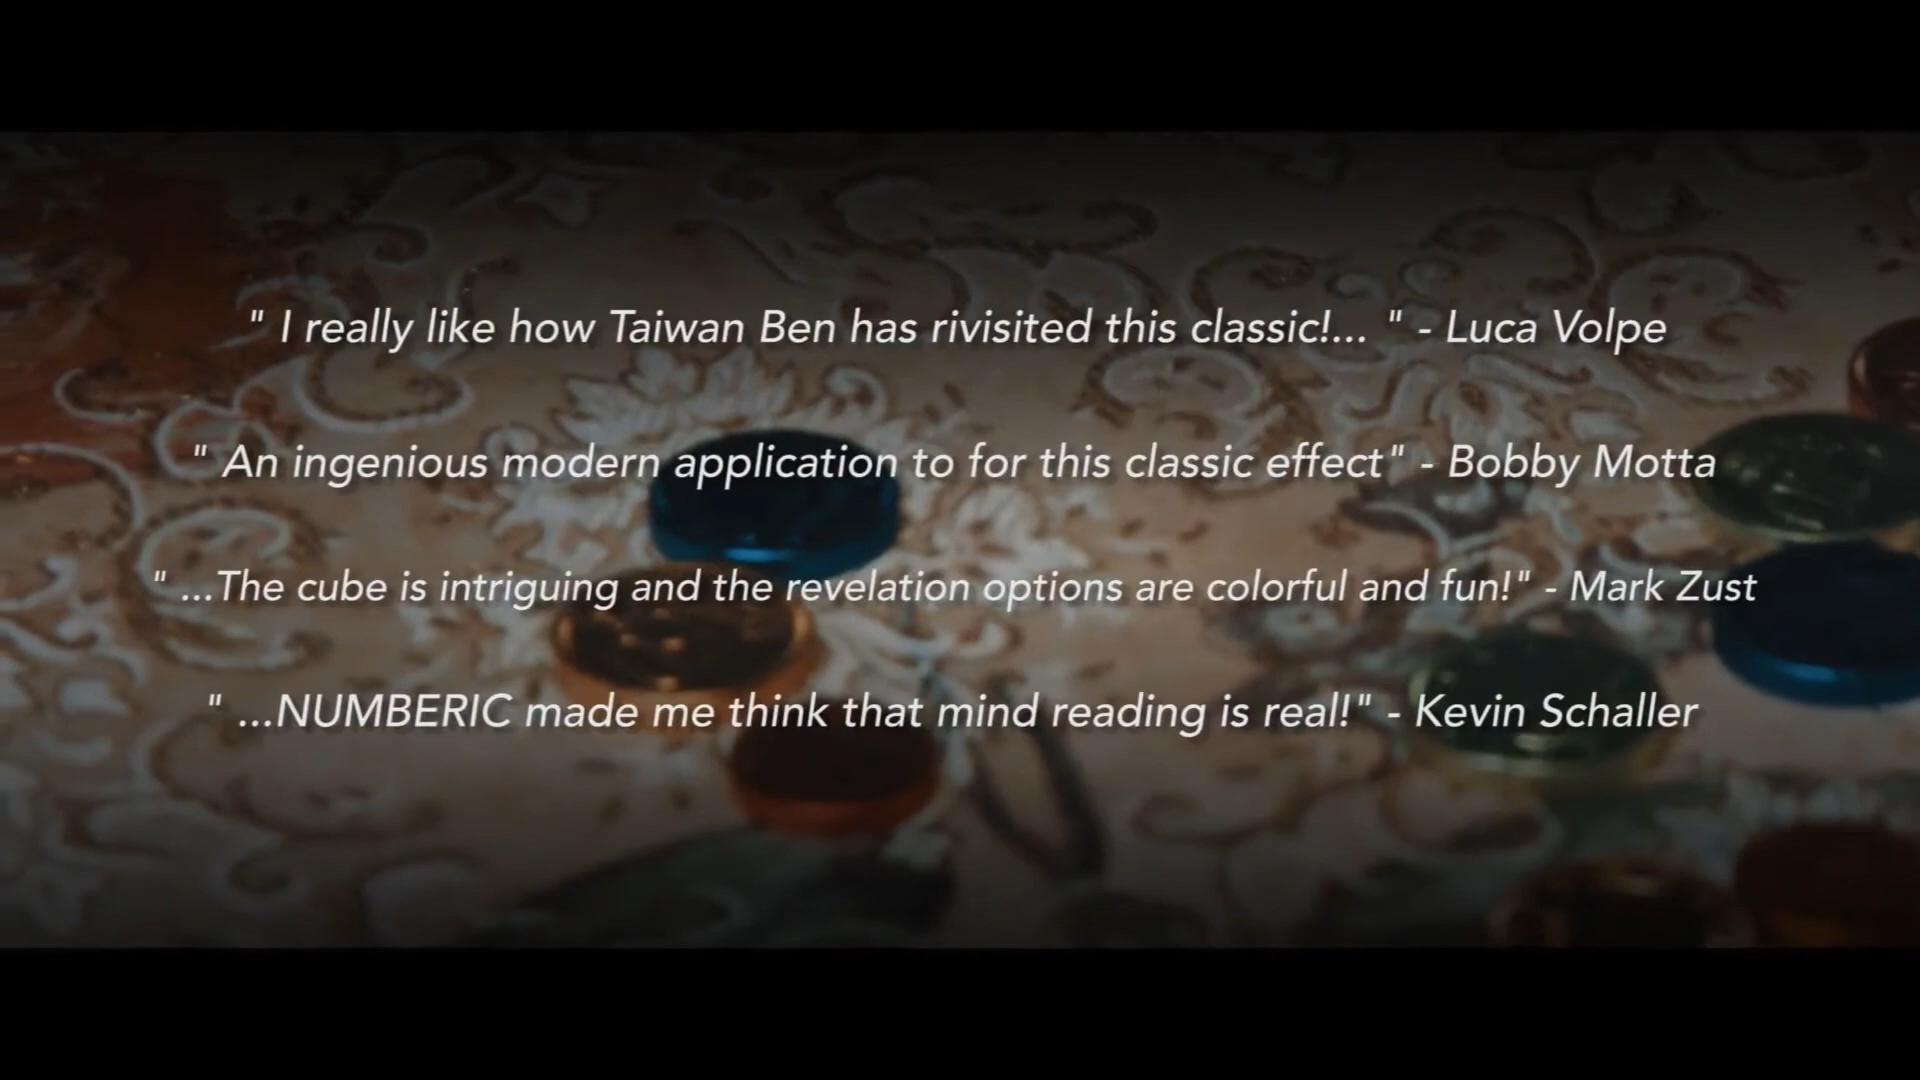 " I really like how Taiwan Ben has rivisited this classic!... " - Luca Volpe
" An ingenious modern application to for this classic effect" - Bobby Motta
"...The cube is intriguing and the revelation options are colorful and fun!" - Mark Zust
" ...NUMBERIC made me think that mind reading is real!" - Kevin Schaller